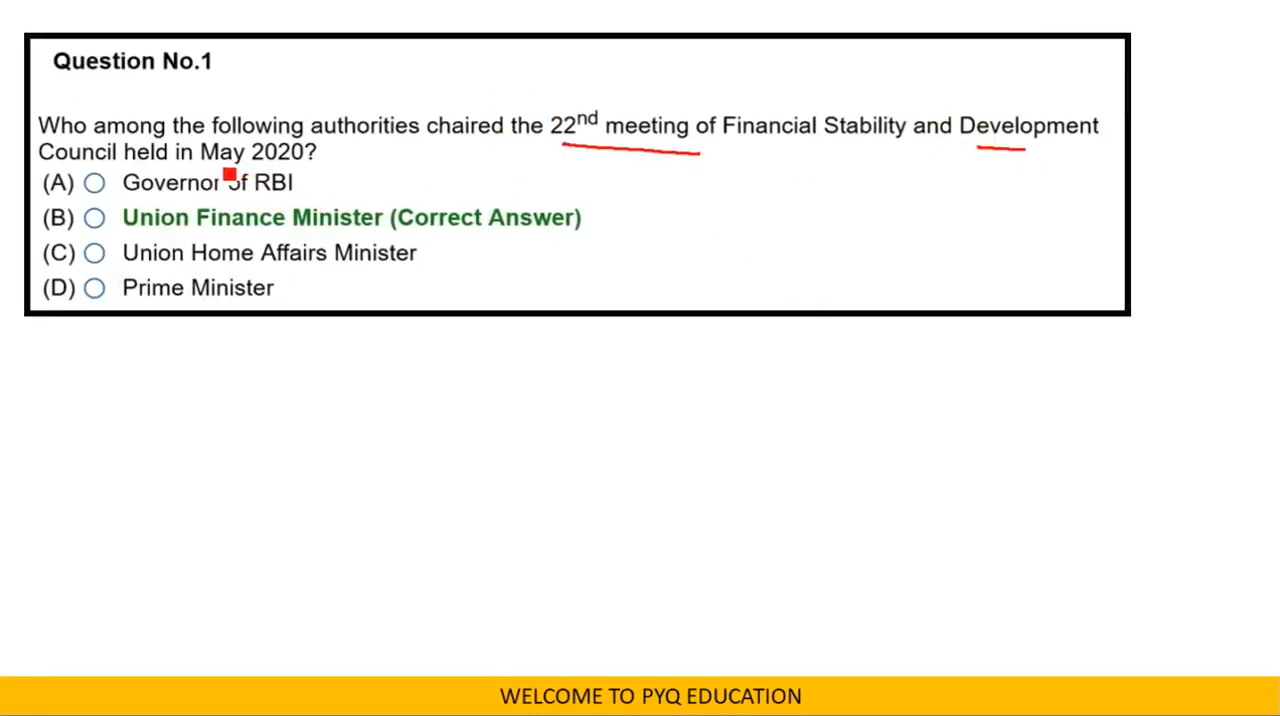 Question No.1
Who among the following authorities chaired the 22nd meeting of Financial Stability and Development
Council held in May 2020?
(A) Governor of RBI
(B) Union Finance Minister (Correct Answer)
(C) Union Home Affairs Minister
(D) Prime Minister
WELCOME TO PYQ EDUCATION